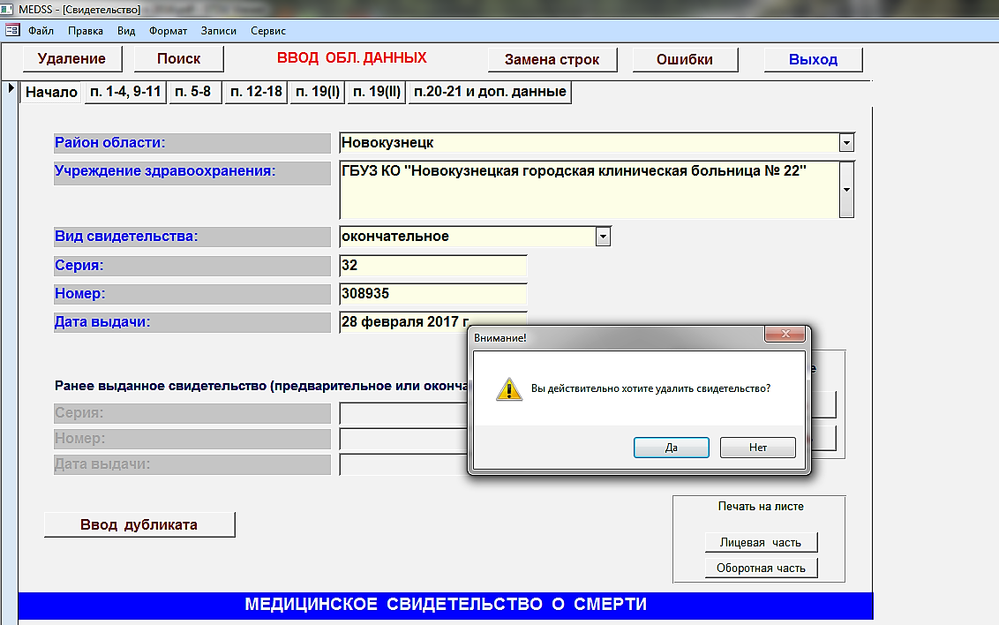 MEDSS - [Свидетельство]
Файл Правка Вид Формат Записи Сервис
Удаление Поиск ВВОД ОБЛ. ДАННЫХ Замена строк Ошибки Выход
Начало п. 1-4, 9-11 п. 5-8 п. 12-18 п. 19(I) п. 19(II) п.20-21 и доп. данные
Район области: Новокузнецк
Учреждение здравоохранения: ГБУЗ КО "Новокузнецкая городская клиническая больница № 22"
Вид свидетельства: окончательное
Серия: 32
Номер: 308935
Дата выдачи: 28 февраля 2017 г.
Внимание!
Вы действительно хотите удалить свидетельство?
Да Нет
Ранее выданное свидетельство (предварительное или оконча
Серия:
Номер:
Дата выдачи:
Ввод дубликата
Печать на листе
Лицевая часть
Оборотная часть
МЕДИЦИНСКОЕ СВИДЕТЕЛЬСТВО О СМЕРТИ